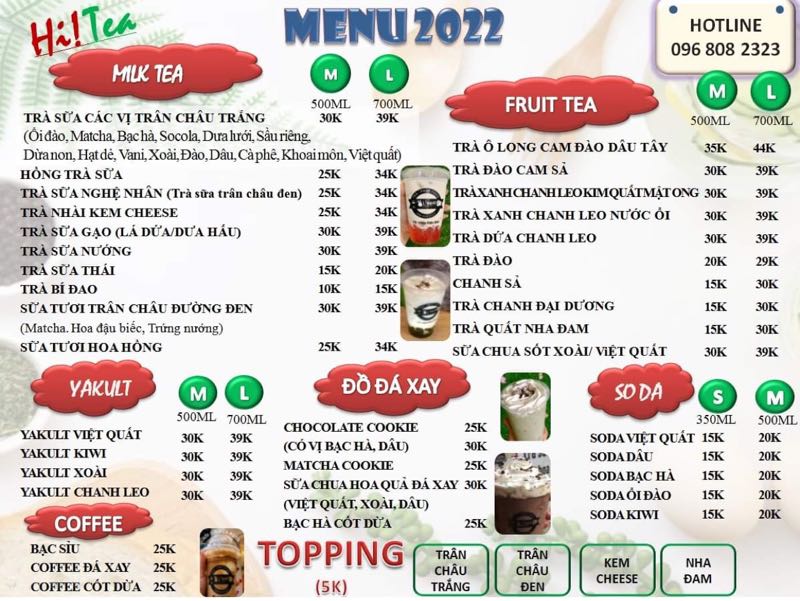 Hi! Tea
MENU 2022
HOTLINE
096 808 2323
MILK TEA
M L
500ML 700ML
TRÀ SỮA CÁC VỊ TRÂN CHÂU TRẮNG 30K 39K
(Ổi đào, Matcha, Bạc hà, Socola, Dưa lưới, Sầu riêng,
Dừa non, Hạt dẻ, Vani, Xoài, Đào, Dâu, Cà phê, Khoai môn, Việt quất)
HỒNG TRÀ SỮA 25K 34K
TRÀ SỮA NGHỆ NHÂN (Trà sữa trân châu đen) 25K 34K
TRÀ NHÀI KEM CHEESE 25K 34K
TRÀ SỮA GẠO (LÁ DỨA/DƯA HẤU) 30K 39K
TRÀ SỮA NƯỚNG 30K 39K
TRÀ SỮA THÁI 15K 20K
TRÀ BÍ ĐAO 10K 15K
SỮA TƯƠI TRÂN CHÂU ĐƯỜNG ĐEN 30K 39K
(Matcha. Hoa đậu biếc, Trứng nướng)
SỮA TƯƠI HOA HỒNG 25K 34K
FRUIT TEA
M L
500ML 700ML
TRÀ Ô LONG CAM ĐÀO DÂU TÂY 35K 44K
TRÀ ĐÀO CAM SẢ 30K 39K
TRÀ XANH CHANH LEO KIM QUẤT MẬT ONG 30K 39K
TRÀ XANH CHANH LEO NƯỚC ỔI 30K 39K
TRÀ DỨA CHANH LEO 30K 39K
TRÀ ĐÀO 20K 29K
CHANH SẢ 15K 30K
TRÀ CHANH ĐẠI DƯƠNG 15K 30K
TRÀ QUẤT NHA ĐAM 15K 30K
SỮA CHUA SÓT XOÀI/ ViỆT QUẤT 30K 39K
YAKULT
M L
500ML 700ML
YAKULT VIỆT QUẤT 30K 39K
YAKULT KIWI 30K 39K
YAKULT XOÀI 30K 39K
YAKULT CHANH LEO 30K 39K
COFFEE
BẠC SỈU 25K
COFFEE ĐÁ XAY 25K
COFFEE CÓT DỪA 25K
ĐỒ ĐÁ XAY
CHOCOLATE COOKIE 25K
(CÓ VỊ BẠC HÀ, DÂU) 30K
MATCHA COOKIE 25K
SỮA CHUA HOA QUẢ ĐÁ XAY 30K
(VIỆT QUẤT, XOÀI, DÂU)
BẠC HÀ CÓT DỪA 25K
SODA
S M
350ML 500ML
SODA VIỆT QUẤT 15K 20K
SODA DÂU 15K 20K
SODA BẠC HÀ 15K 20K
SODA ỔI ĐÀO 15K 20K
SODA KIWI 15K 20K
TOPPING
(5K)
TRÂN
CHÂU
TRẮNG
TRÂN
CHÂU
ĐEN
KEM
CHEESE
NHA
ĐAM